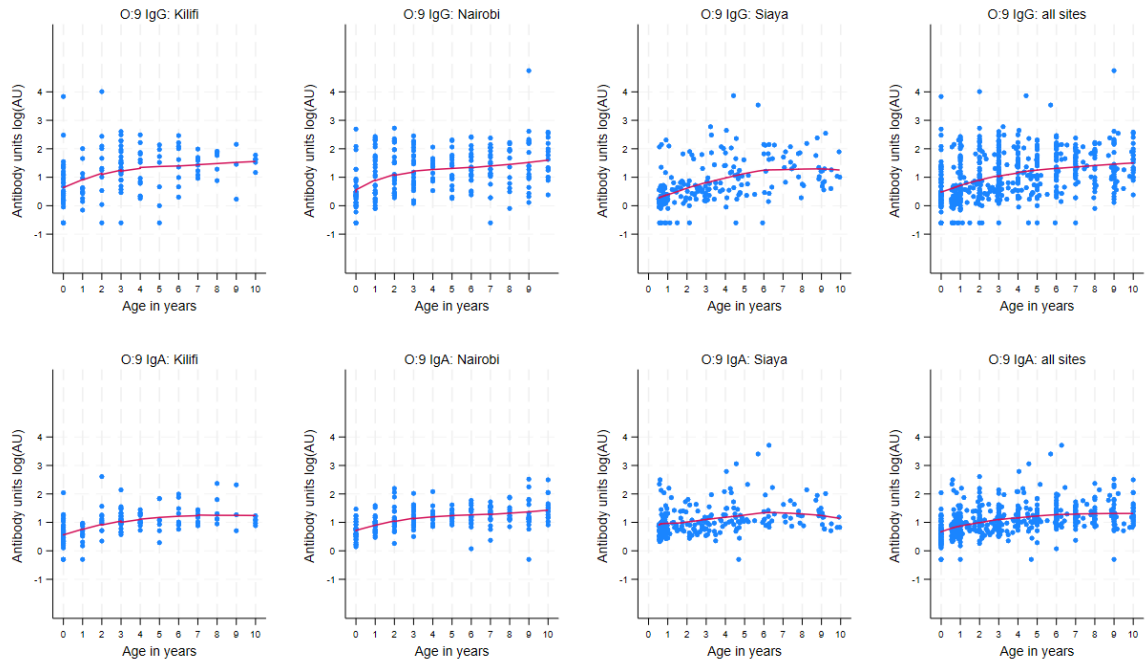 O:9 IgG: Kilifi
Antibody units log(AU)
4
3
2
1
0
-1
0 1 2 3 4 5 6 7 8 9 10
Age in years
O:9 IgG: Nairobi
Antibody units log(AU)
4
3
2
1
0
-1
0 1 2 3 4 5 6 7 8 9
Age in years
O:9 IgG: Siaya
Antibody units log(AU)
4
3
2
1
0
-1
0 1 2 3 4 5 6 7 8 9 10
Age in years
O:9 IgG: all sites
Antibody units log(AU)
4
3
2
1
0
-1
0 1 2 3 4 5 6 7 8 9 10
Age in years
O:9 IgA: Kilifi
Antibody units log(AU)
4
3
2
1
0
-1
0 1 2 3 4 5 6 7 8 9 10
Age in years
O:9 IgA: Nairobi
Antibody units log(AU)
4
3
2
1
0
-1
0 1 2 3 4 5 6 7 8 9 10
Age in years
O:9 IgA: Siaya
Antibody units log(AU)
4
3
2
1
0
-1
0 1 2 3 4 5 6 7 8 9 10
Age in years
O:9 IgA: all sites
Antibody units log(AU)
4
3
2
1
0
-1
0 1 2 3 4 5 6 7 8 9 10
Age in years